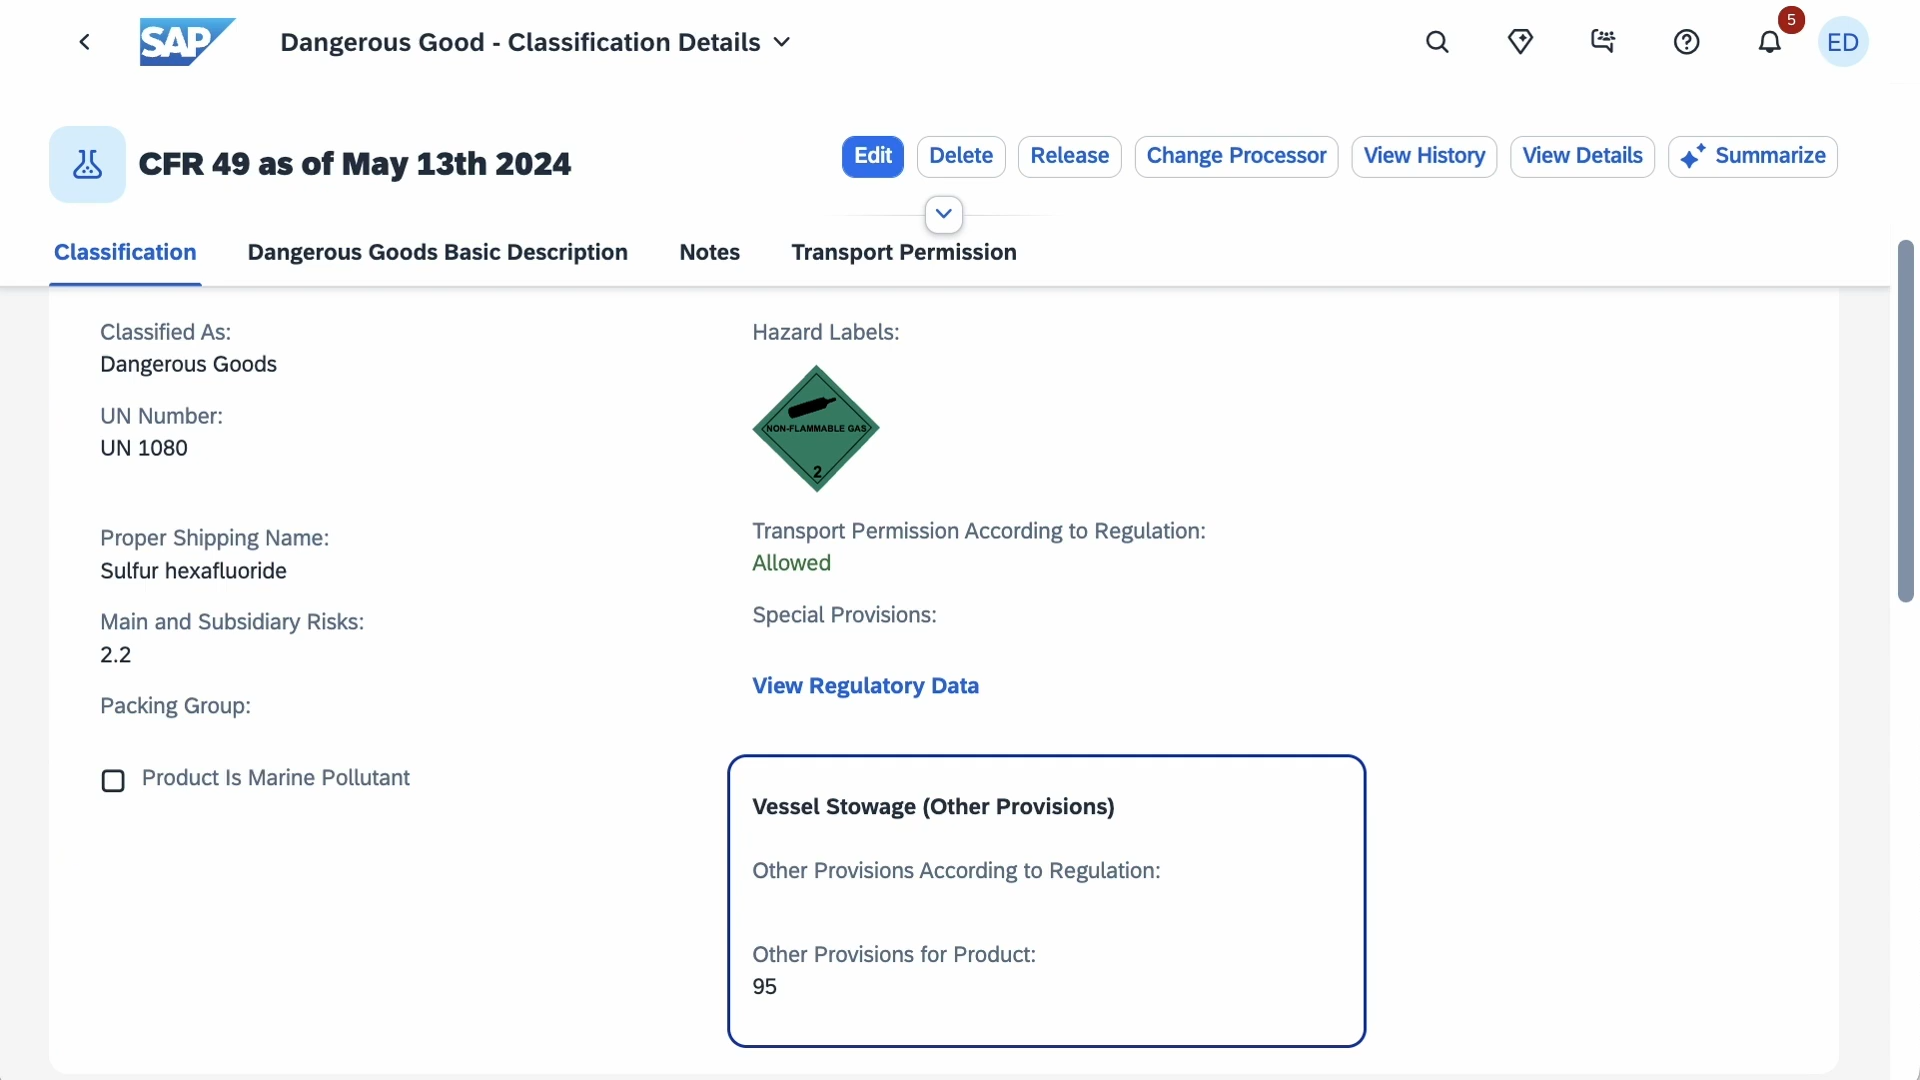 SAP
Dangerous Good - Classification Details
5
ED
CFR 49 as of May 13th 2024
Edit
Delete
Release
Change Processor
View History
View Details
Summarize
Classification
Dangerous Goods Basic Description
Notes
Transport Permission
Classified As:
Dangerous Goods
UN Number:
UN 1080
Proper Shipping Name:
Sulfur hexafluoride
Main and Subsidiary Risks:
2.2
Packing Group:
Product Is Marine Pollutant
Hazard Labels:
NON-FLAMMABLE GAS
2
Transport Permission According to Regulation:
Allowed
Special Provisions:
View Regulatory Data
Vessel Stowage (Other Provisions)
Other Provisions According to Regulation:
Other Provisions for Product:
95